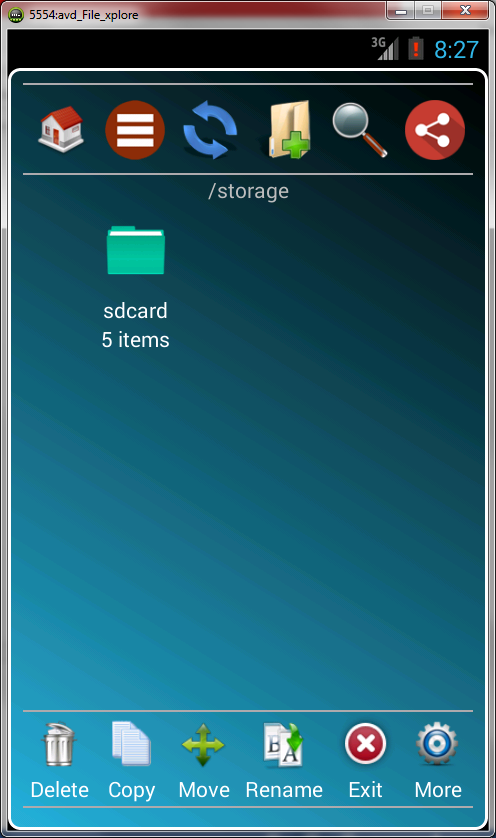 5554:avd_File_xplore
3G 8:27
/storage
sdcard
5 items
B A
Delete Copy Move Rename Exit More